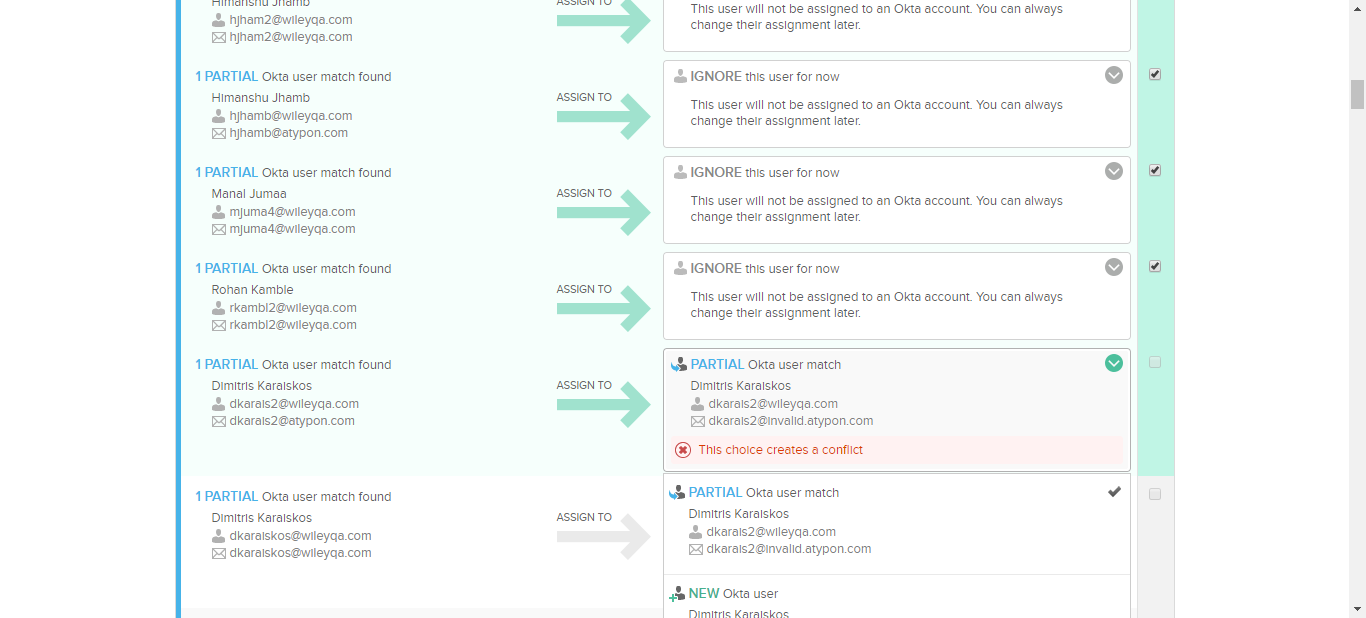 Himanshu Jhamb
hjham2@wileyqa.com
hjham2@wileyqa.com
ASSIGN TO
This user will not be assigned to an Okta account. You can always
change their assignment later.
1 PARTIAL Okta user match found
Himanshu Jhamb
hjhamb@wileyqa.com
hjhamb@atypon.com
ASSIGN TO
IGNORE this user for now
This user will not be assigned to an Okta account. You can always
change their assignment later.
1 PARTIAL Okta user match found
Manal Jumaa
mjuma4@wileyqa.com
mjuma4@wileyqa.com
ASSIGN TO
IGNORE this user for now
This user will not be assigned to an Okta account. You can always
change their assignment later.
1 PARTIAL Okta user match found
Rohan Kamble
rkambl2@wileyqa.com
rkambl2@wileyqa.com
ASSIGN TO
IGNORE this user for now
This user will not be assigned to an Okta account. You can always
change their assignment later.
1 PARTIAL Okta user match found
Dimitris Karaiskos
dkarais2@wileyqa.com
dkarais2@atypon.com
ASSIGN TO
PARTIAL Okta user match
Dimitris Karaiskos
dkarais2@wileyqa.com
dkarais2@invalid.atypon.com
This choice creates a conflict
1 PARTIAL Okta user match found
Dimitris Karaiskos
dkaraiskos@wileyqa.com
dkaraiskos@wileyqa.com
ASSIGN TO
PARTIAL Okta user match
Dimitris Karaiskos
dkarais2@wileyqa.com
dkarais2@invalid.atypon.com
NEW Okta user
Dimitris Karaiskos